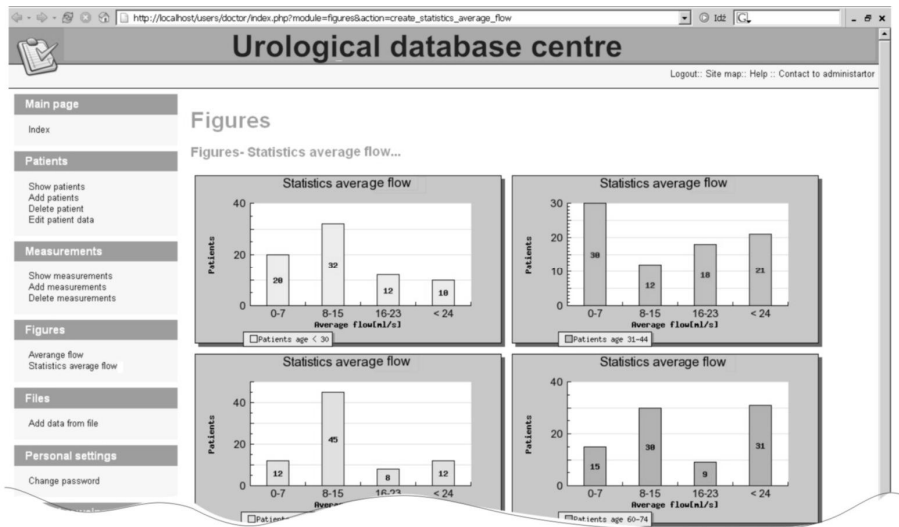 http://localhost/users/doctor/index.php?module=figures&action=create_statistics_average_flow
Idź
G
Urological database centre
Logout:: Site map:: Help :: Contact to administartor
Main page
Index
Patients
Show patients
Add patients
Delete patient
Edit patient data
Measurements
Show measurements
Add measurements
Delete measurements
Figures
Averange flow
Statistics average flow
Files
Add data from file
Personal settings
Change password
Figures
Figures- Statistics average flow...
Statistics average flow
40
20
0
Patients
20
32
12
10
0-7 8-15 16-23 < 24
Average flow[ml/s]
Patients age < 30
Statistics average flow
30
20
10
0
Patients
30
12
18
21
0-7 8-15 16-23 < 24
Average flow[ml/s]
Patients age 31-44
Statistics average flow
40
20
0
Patients
12
45
8
12
0-7 8-15 16-23 < 24
Statistics average flow
40
20
0
Patients
15
30
9
31
0-7 8-15 16-23 < 24
Average flow[ml/s]
Patients age 60-74